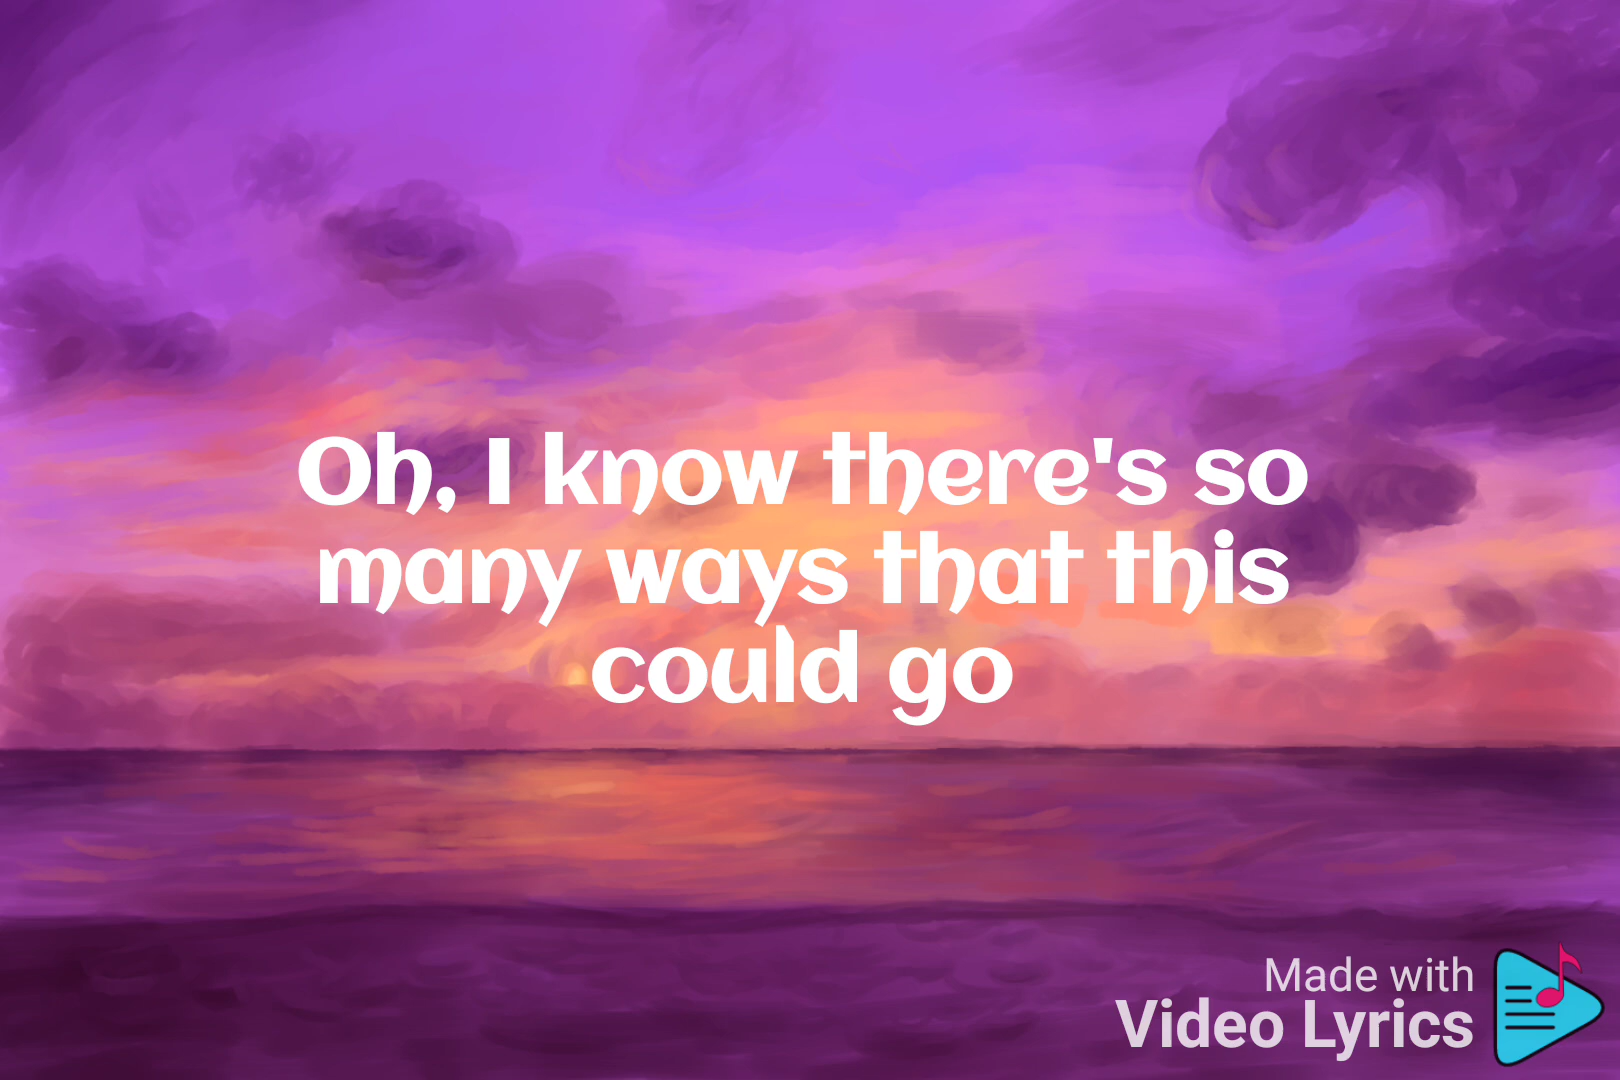 Oh, I know there's so
many ways that this
could go
Made with
Video Lyrics